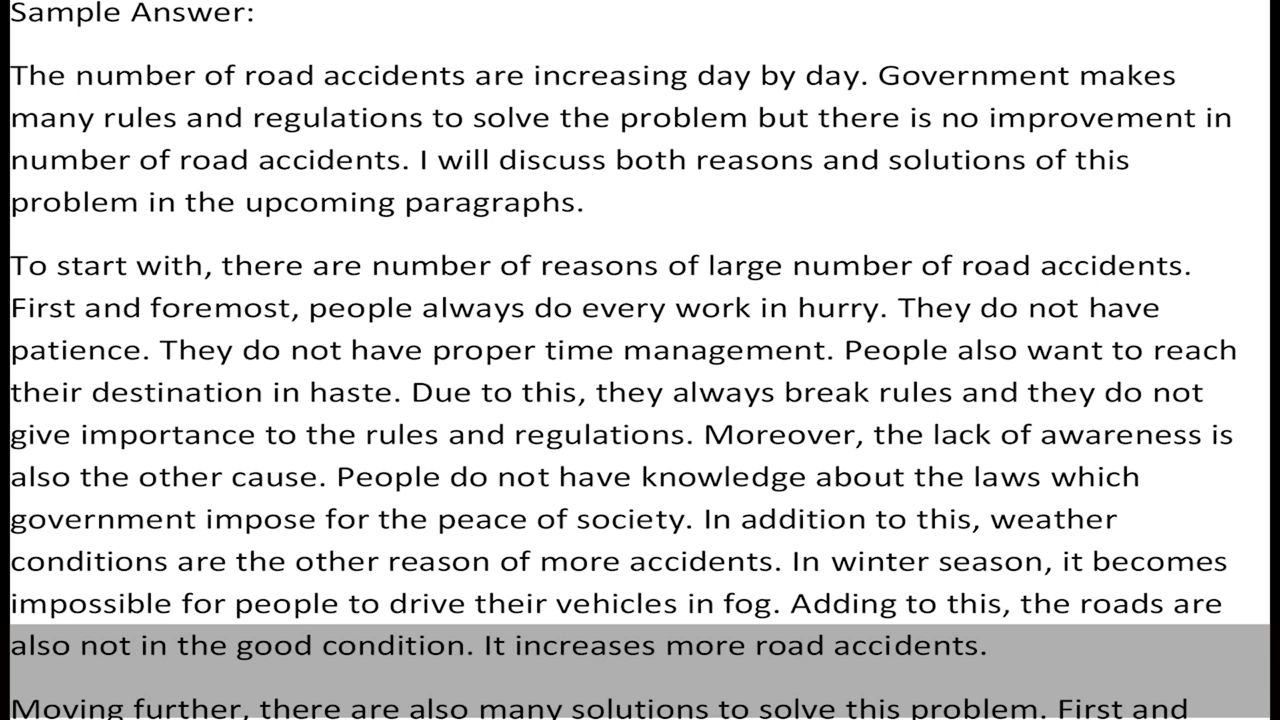 Sample Answer:
The number of road accidents are increasing day by day. Government makes
many rules and regulations to solve the problem but there is no improvement in
number of road accidents. I will discuss both reasons and solutions of this
problem in the upcoming paragraphs.
To start with, there are number of reasons of large number of road accidents.
First and foremost, people always do every work in hurry. They do not have
patience. They do not have proper time management. People also want to reach
their destination in haste. Due to this, they always break rules and they do not
give importance to the rules and regulations. Moreover, the lack of awareness is
also the other cause. People do not have knowledge about the laws which
government impose for the peace of society. In addition to this, weather
conditions are the other reason of more accidents. In winter season, it becomes
impossible for people to drive their vehicles in fog. Adding to this, the roads are
also not in the good condition. It increases more road accidents.
Moving further, there are also many solutions to solve this problem. First and